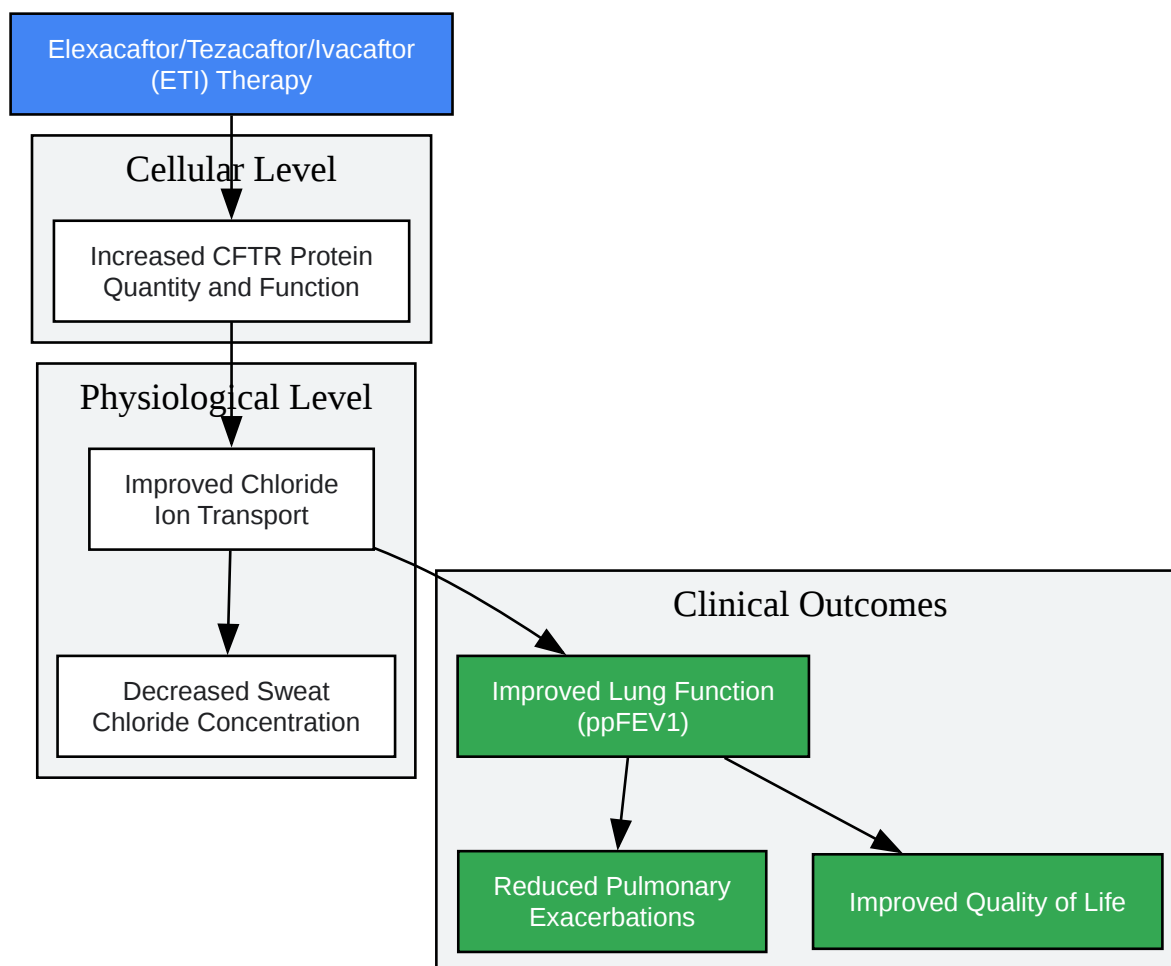 Elexacaftor/Tezacaftor/Ivacaftor
(ETI) Therapy
Cellular Level
Increased CFTR Protein
Quantity and Function
Physiological Level
Improved Chloride
Ion Transport
Decreased Sweat
Chloride Concentration
Clinical Outcomes
Improved Lung Function
(ppFEV1)
Reduced Pulmonary
Exacerbations
Improved Quality of Life